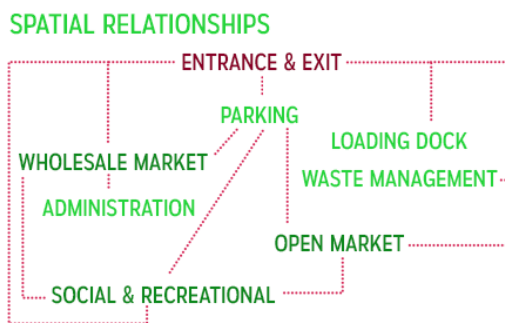 SPATIAL RELATIONSHIPS
ENTRANCE & EXIT
PARKING
LOADING DOCK
WHOLESALE MARKET
WASTE MANAGEMENT
ADMINISTRATION
OPEN MARKET
SOCIAL & RECREATIONAL